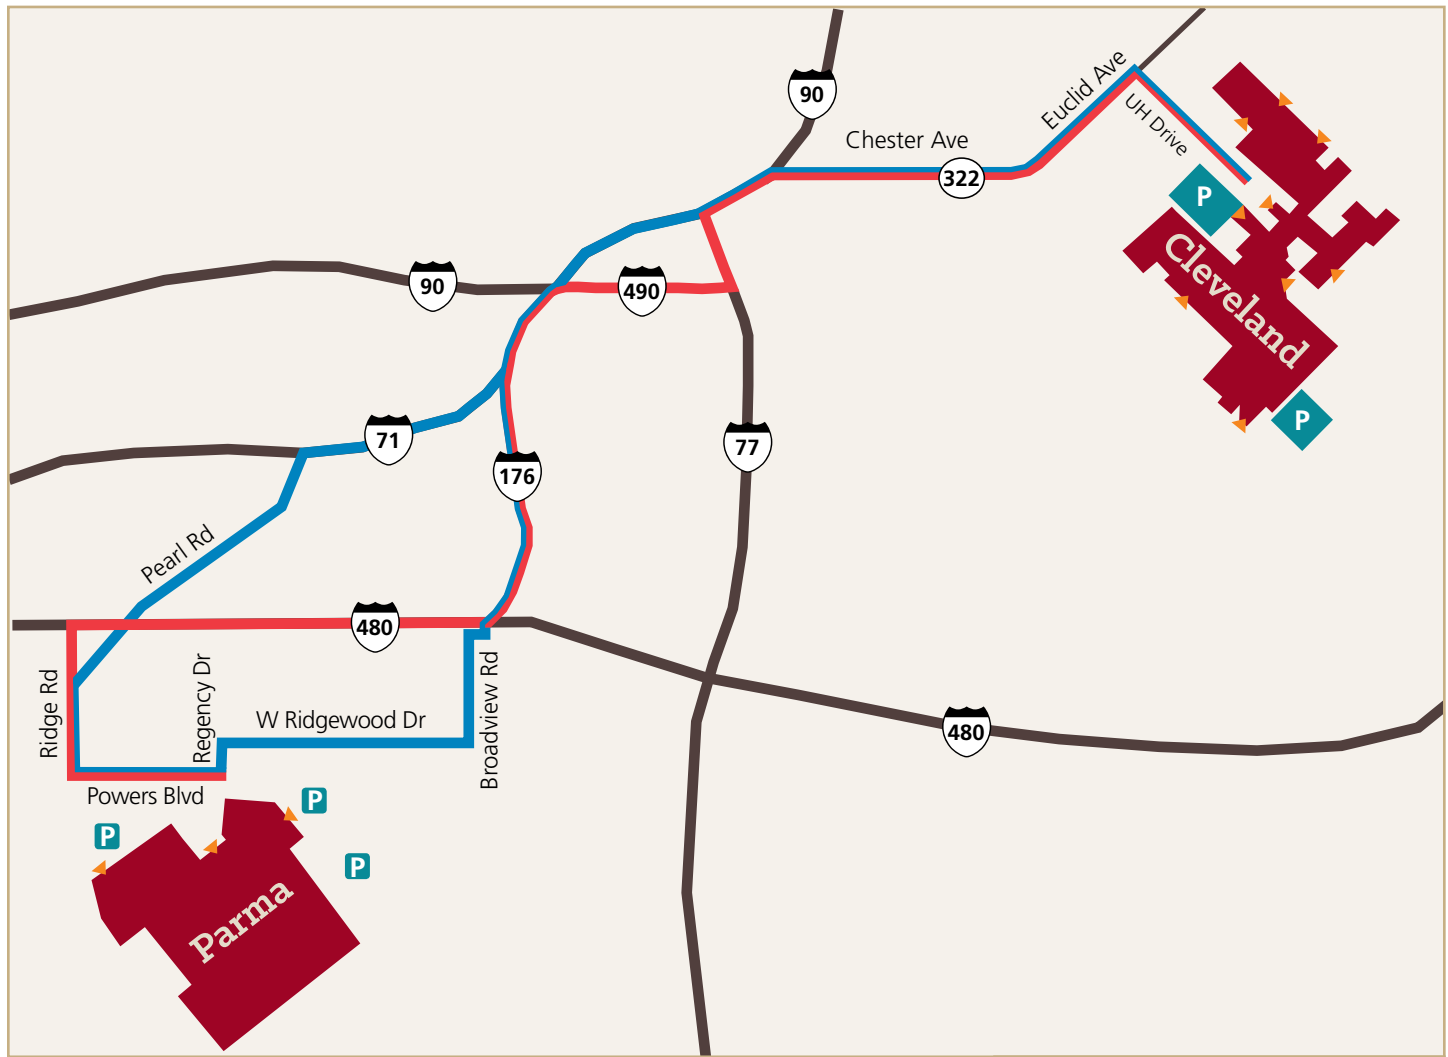 90
Euclid Ave
UH Drive
Chester Ave
322
P
Cleveland
90
490
P
71
77
176
Pearl Rd
480
Ridge Rd
Regency Dr
W Ridgewood Dr
Broadview Rd
480
Powers Blvd
P
P
P
Parma